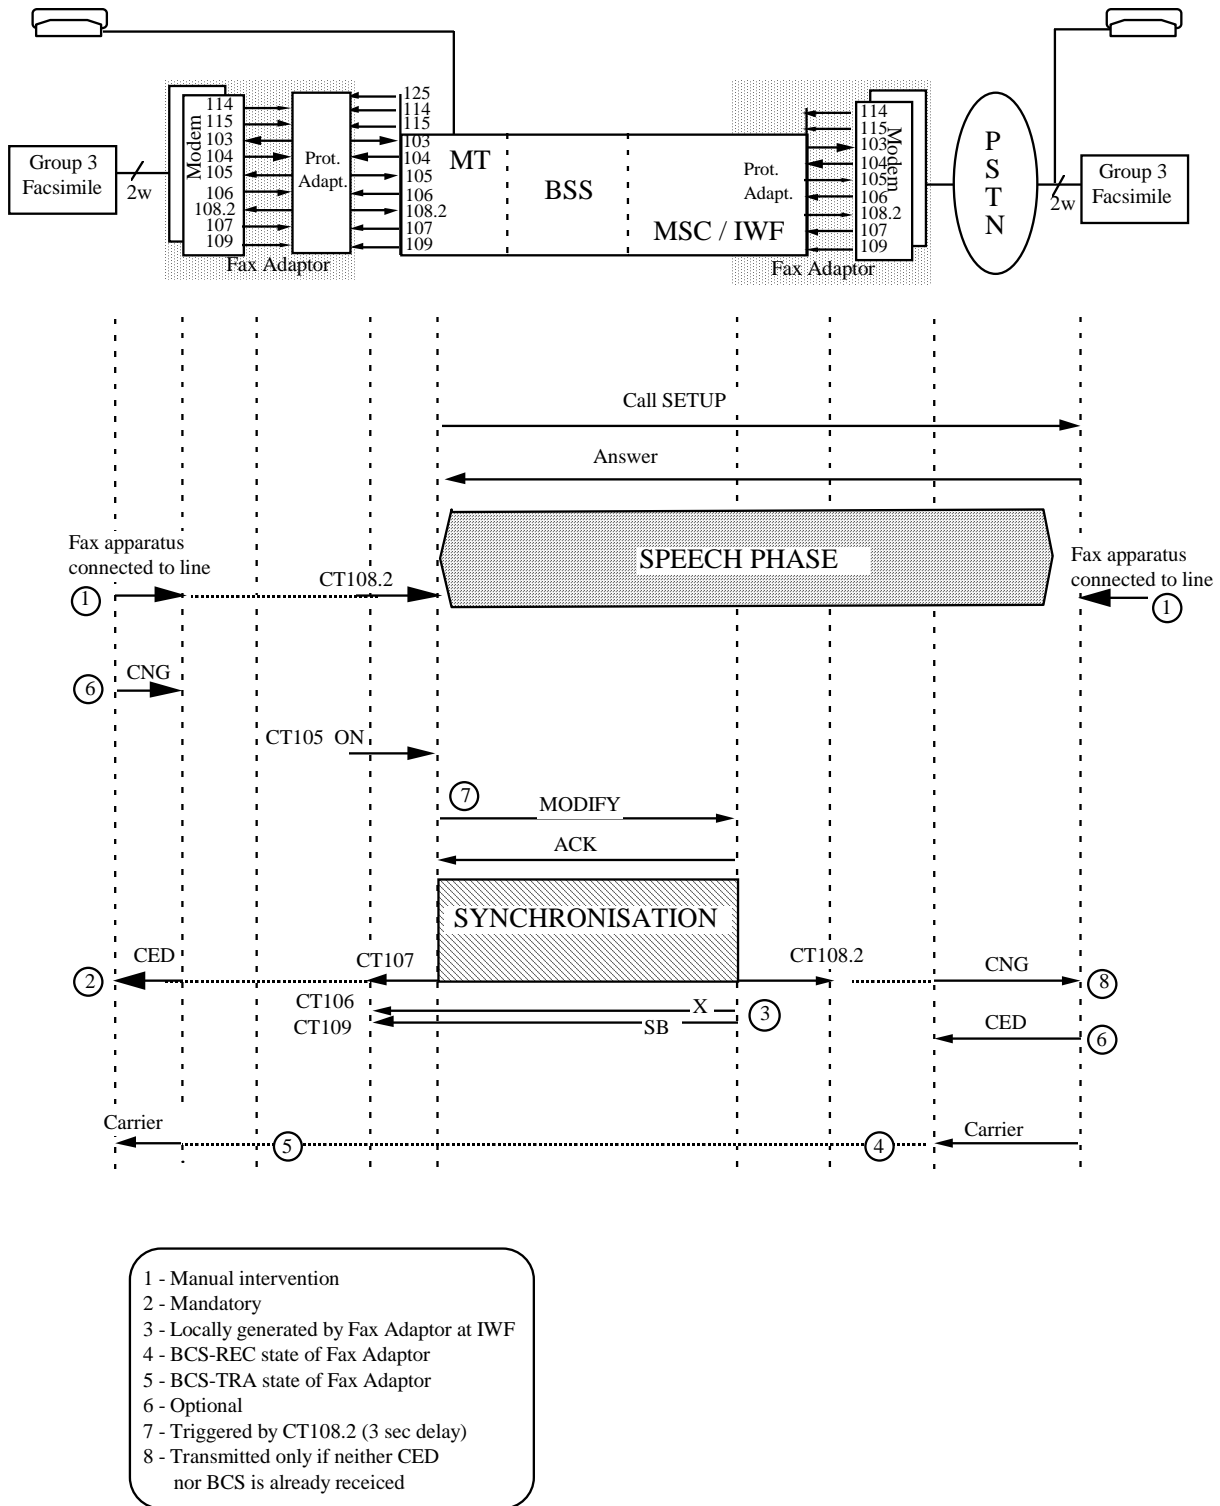 114
115
103
104
105
106
108.2
107
109
Modem
Prot.
Adapt.
Fax Adaptor
Group 3
Facsimile
2w
125
114
115
103
104
105
106
108.2
107
109
MT
BSS
MSC / IWF
Prot.
Adapt.
114
115
103
104
105
106
108.2
107
109
Modem
Fax Adaptor
P
S
T
N
2w
Group 3
Facsimile
Call SETUP
Answer
SPEECH PHASE
Fax apparatus
connected to line
1
CT108.2
Fax apparatus
connected to line
1
6
CNG
CT105 ON
7
MODIFY
ACK
SYNCHRONISATION
2
CED
CT107
CT108.2
CNG
8
CT106
X
3
CT109
SB
CED
6
Carrier
5
4
Carrier
1 - Manual intervention
2 - Mandatory
3 - Locally generated by Fax Adaptor at IWF
4 - BCS-REC state of Fax Adaptor
5 - BCS-TRA state of Fax Adaptor
6 - Optional
7 - Triggered by CT108.2 (3 sec delay)
8 - Transmitted only if neither CED
nor BCS is already receiced